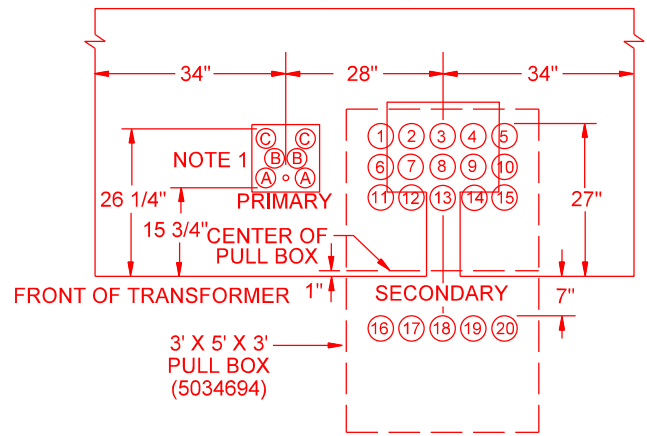 34"
28"
34"
C C
B B
A A
NOTE 1
PRIMARY
1 2 3 4 5
6 7 8 9 10
11 12 13 14 15
26 1/4"
15 3/4"
27"
CENTER OF
PULL BOX
FRONT OF TRANSFORMER
1"
SECONDARY
7"
16 17 18 19 20
3' X 5' X 3'
PULL BOX
(5034694)